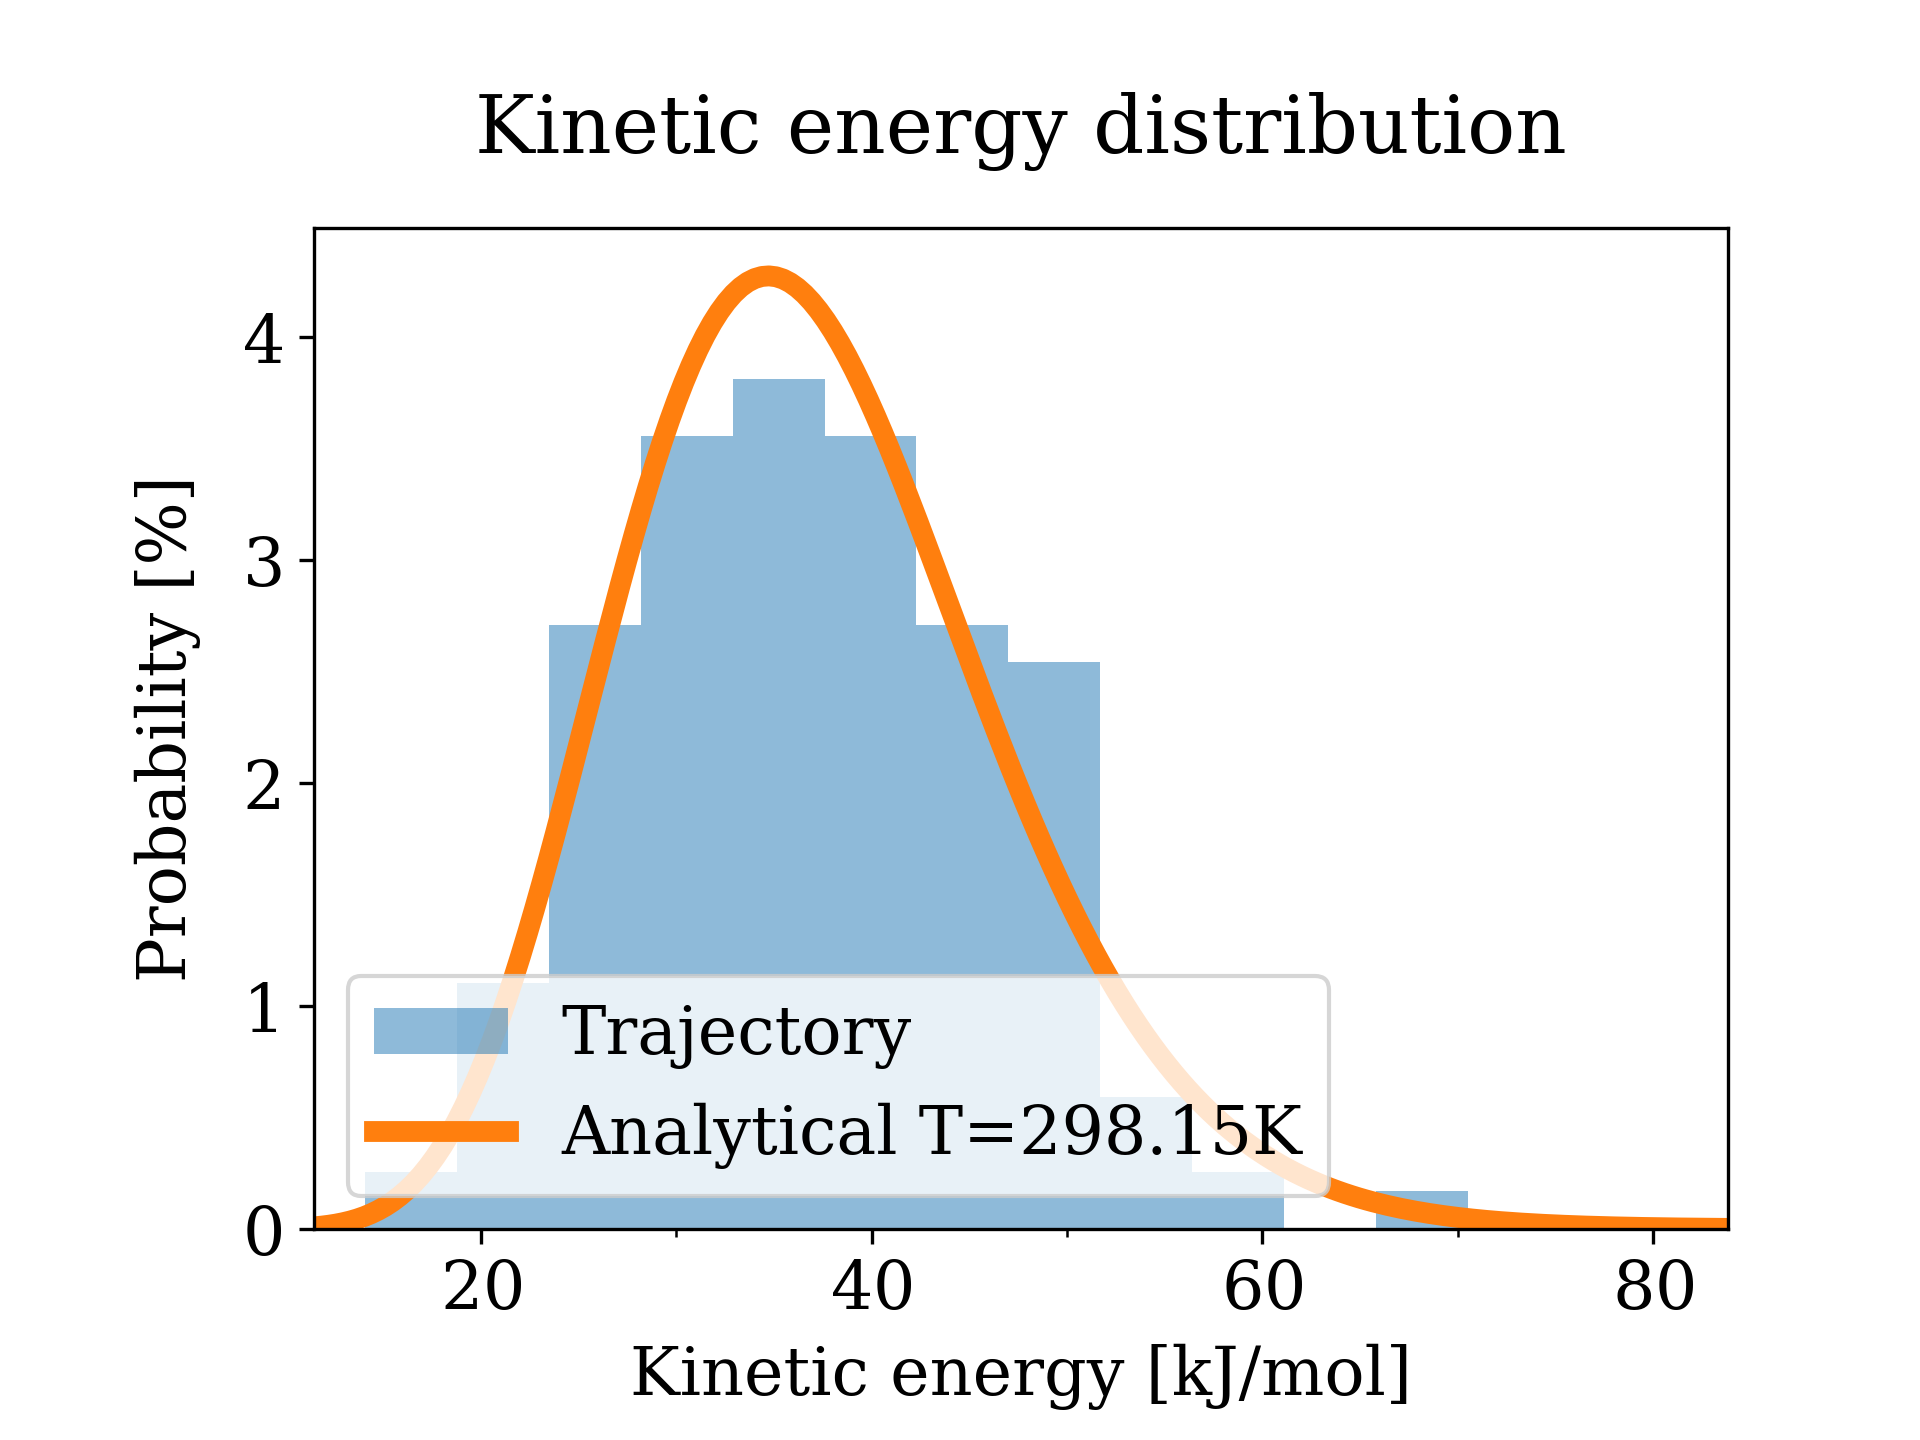 Kinetic energy distribution
Probability [%]
4
3
2
1
0
Trajectory
Analytical T=298.15K
20 40 60 80
Kinetic energy [kJ/mol]